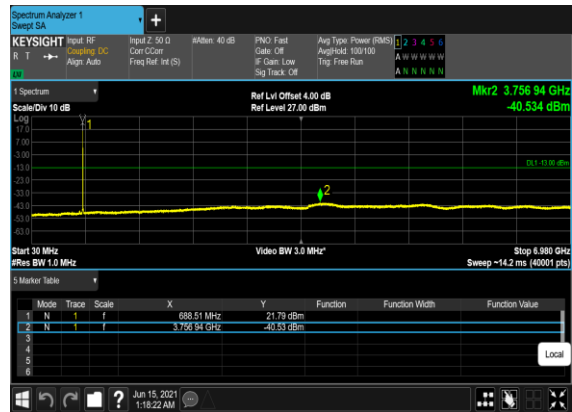 Spectrum Analyzer 1
Swept SA
+
KEYSIGHT Input: RF Input Z: 50 Ω #Atten: 40 dB PNO: Fast Avg Type: Power (RMS) 1 2 3 4 5 6
R T Coupling: DC Corr CCorr Gate: Off Avg|Hold: 100/100 A W W W W W
Align: Auto Freq Ref: Int (S) IF Gain: Low Trig: Free Run
LW Sig Track: Off A N N N N N
1 Spectrum Ref Lvl Offset 4.00 dB Mkr2 3.756 94 GHz
Scale/Div 10 dB Ref Level 27.00 dBm -40.534 dBm
Log
17.0 1
7.00
-3.00
-13.0 DL1 -13.00 dBm
-23.0
-33.0 2
-43.0
-53.0
-63.0
Start 30 MHz Video BW 3.0 MHz* Stop 6.980 GHz
#Res BW 1.0 MHz Sweep ~14.2 ms (40001 pts)
5 Marker Table
Mode Trace Scale X Y Function Function Width Function Value
1 N 1 f 688.51 MHz 21.79 dBm
2 N 1 f 3.756 94 GHz -40.53 dBm
3
4
5
6
Local
? Jun 15, 2021
1:18:22 AM